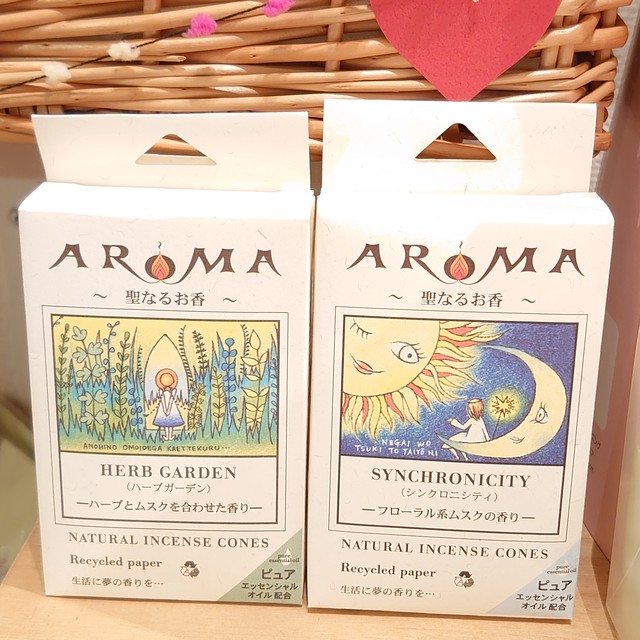 AROMA
～ 聖なるお香 ～
ANOHINO OMOIDEGA KAETTEKURU...
HERB GARDEN
（ハーブガーデン）
―ハーブとムスクを合わせた香り―
NATURAL INCENSE CONES
Recycled paper
生活に夢の香りを…
pure
essential oil
ピュア
エッセンシャル
オイル 配合
AROMA
～ 聖なるお香 ～
NEGAI WO
TSUKI TO TAIYŌ NI
SYNCHRONICITY
（シンクロニシティ）
―フローラル系ムスクの香り―
NATURAL INCENSE CONES
Recycled paper
生活に夢の香りを…
pure
essential oil
ピュア
エッセンシャル
オイル 配合